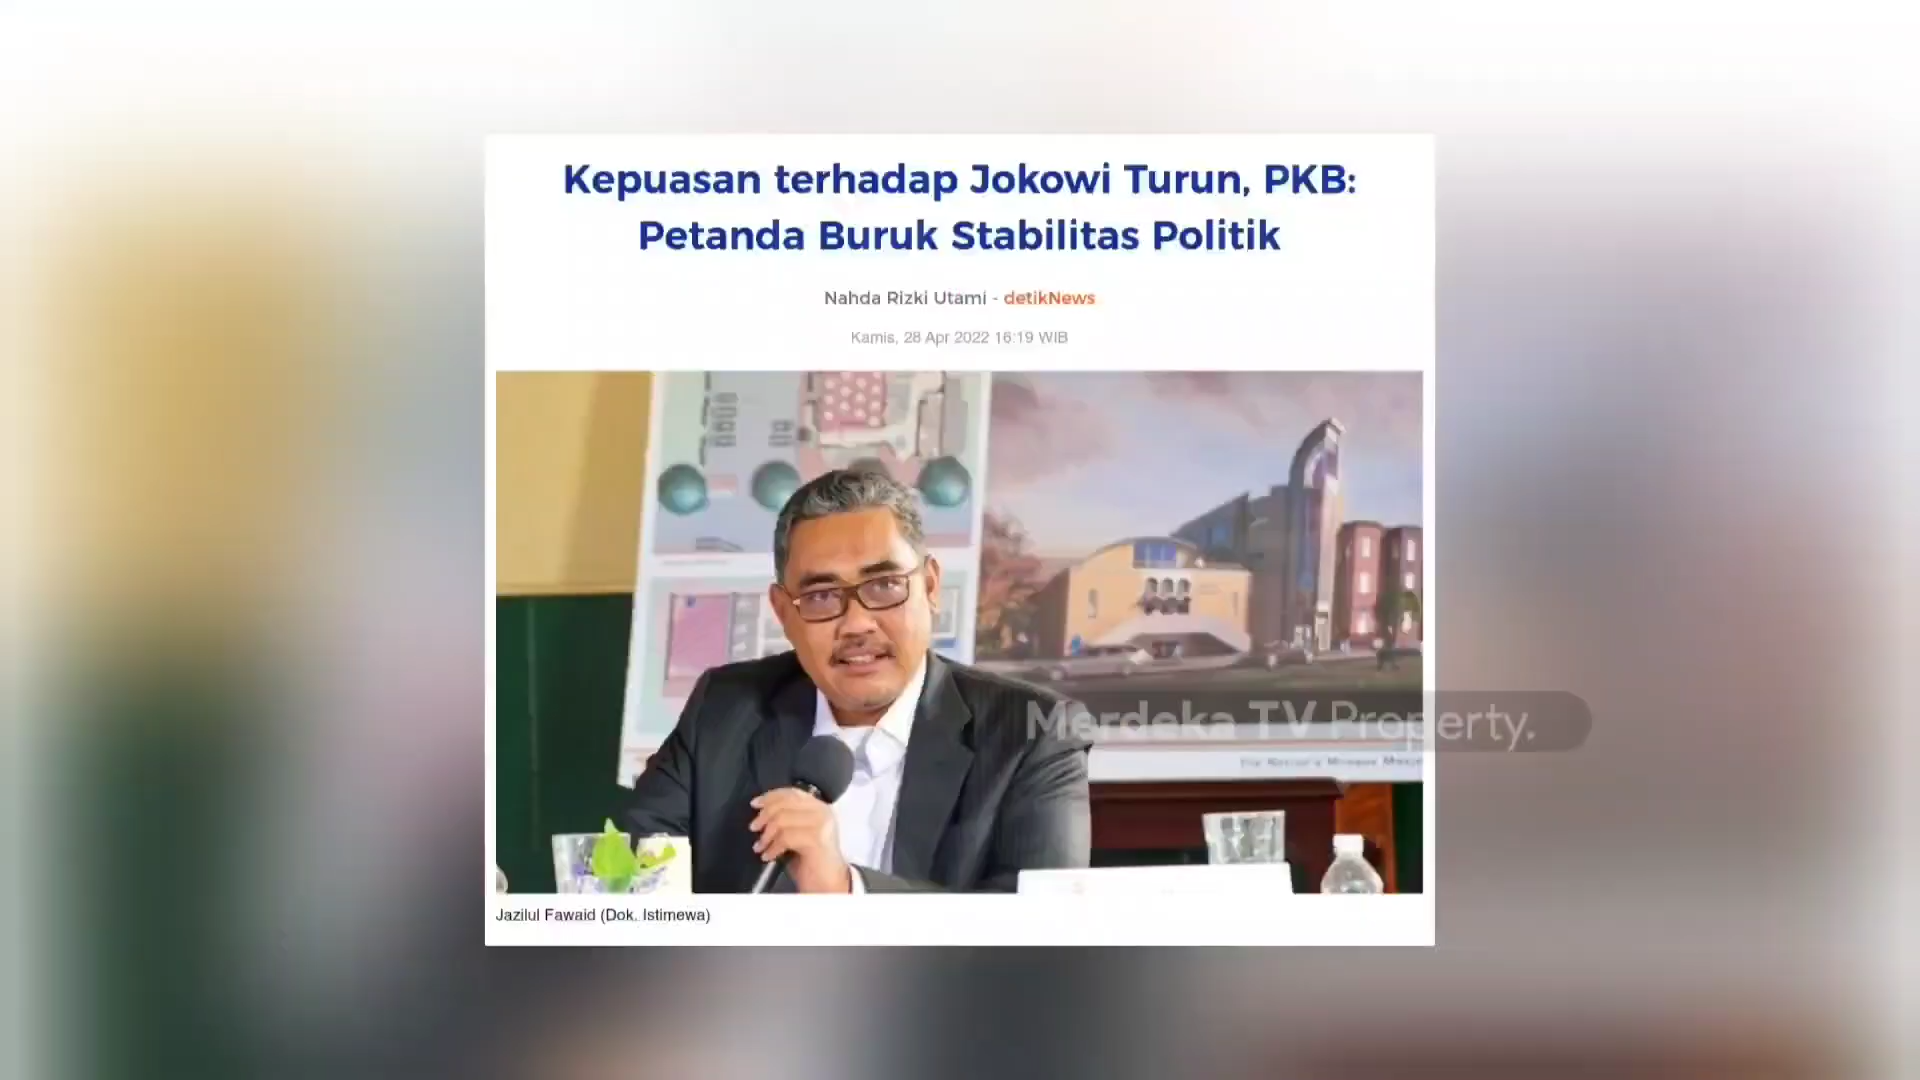 Kepuasan terhadap Jokowi Turun, PKB:
Petanda Buruk Stabilitas Politik
Nahda Rizki Utami - detikNews
Kamis, 28 Apr 2022 16:19 WIB
Merdeka TV Property.
Jazilul Fawaid (Dok. Istimewa)